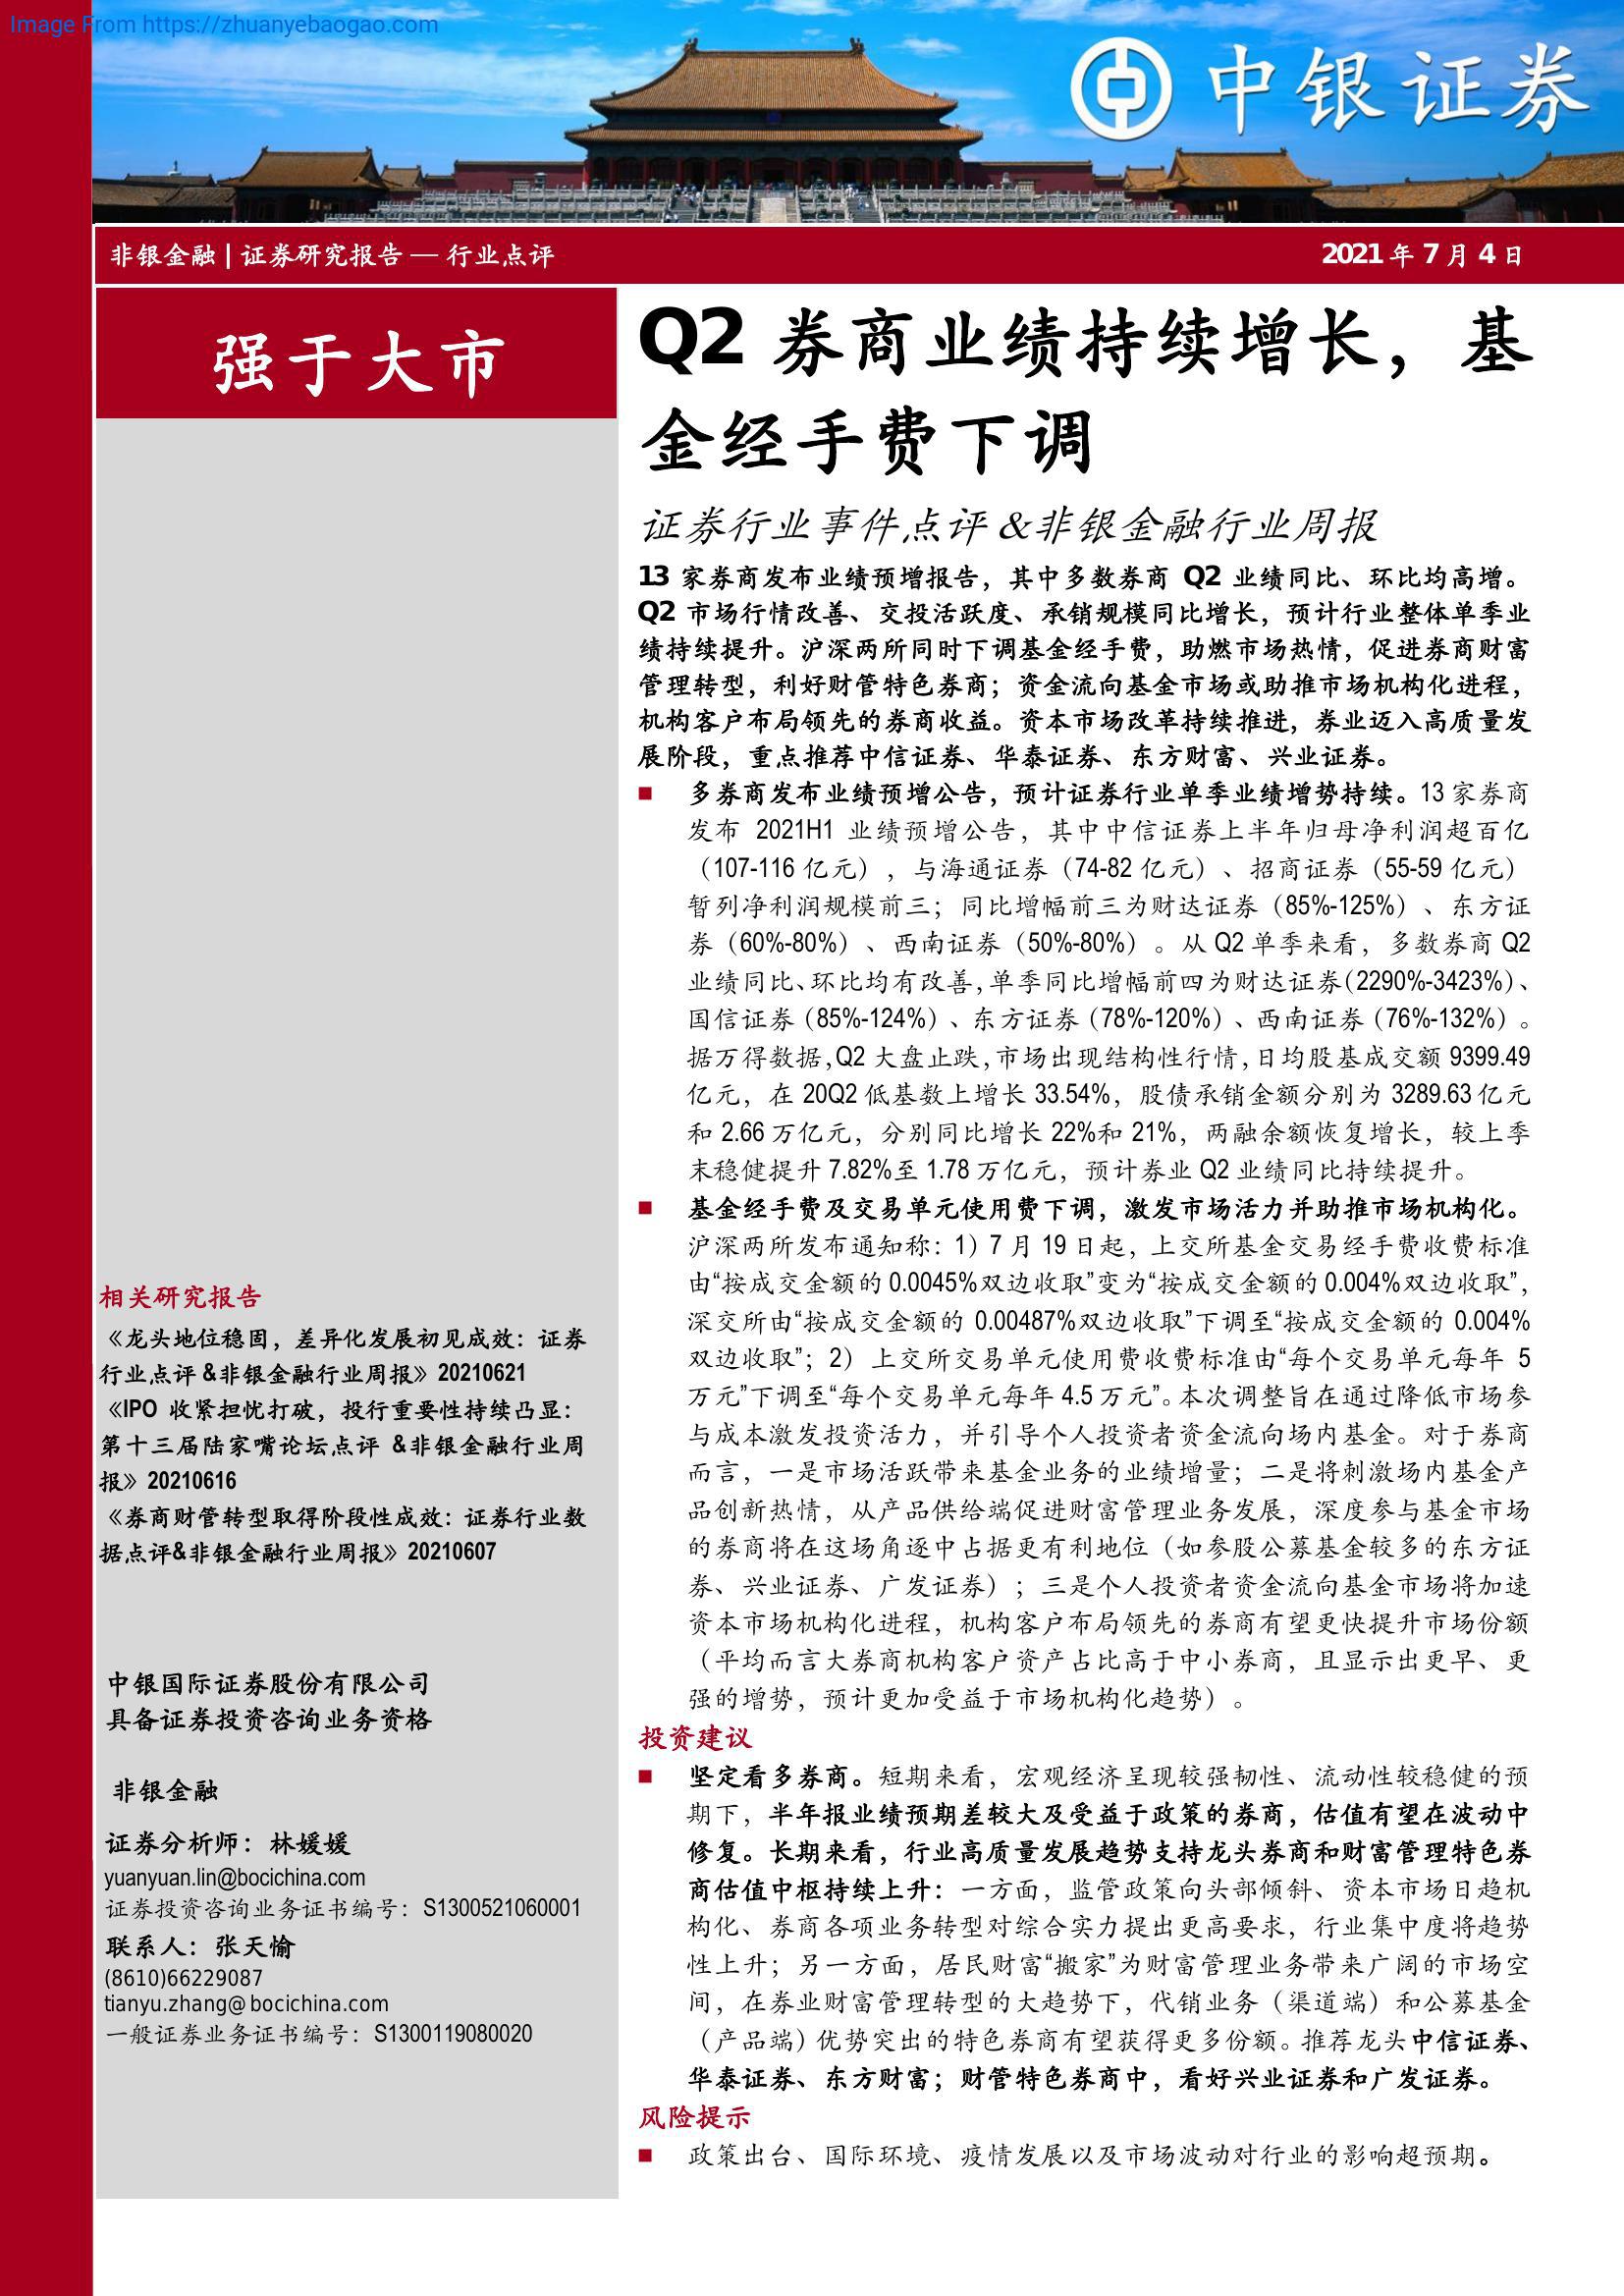 Image From https://zhuanyebaogao.com
中银证券
非银金融 | 证券研究报告 — 行业点评
2021 年 7 月 4 日
强于大市
Q2 券商业绩持续增长，基
金经手费下调
证券行业事件点评&非银金融行业周报
13 家券商发布业绩预增报告，其中多数券商 Q2 业绩同比、环比均高增。
Q2 市场行情改善、交投活跃度、承销规模同比增长，预计行业整体单季业
绩持续提升。沪深两所同时下调基金经手费，助燃市场热情，促进券商财富
管理转型，利好财管特色券商；资金流向基金市场或助推市场机构化进程，
机构客户布局领先的券商收益。资本市场改革持续推进，券业迈入高质量发
展阶段，重点推荐中信证券、华泰证券、东方财富、兴业证券。
■ 多券商发布业绩预增公告，预计证券行业单季业绩增势持续。13 家券商
发布 2021H1 业绩预增公告，其中中信证券上半年归母净利润超百亿
（107-116 亿元），与海通证券（74-82 亿元）、招商证券（55-59 亿元）
暂列净利润规模前三；同比增幅前三为财达证券（85%-125%）、东方证
券（60%-80%）、西南证券（50%-80%）。从 Q2 单季来看，多数券商 Q2
业绩同比、环比均有改善，单季同比增幅前四为财达证券（2290%-3423%）、
国信证券（85%-124%）、东方证券（78%-120%）、西南证券（76%-132%）。
据万得数据，Q2 大盘止跌，市场出现结构性行情，日均股基成交额 9399.49
亿元，在 20Q2 低基数上增长 33.54%，股债承销金额分别为 3289.63 亿元
和 2.66 万亿元，分别同比增长 22%和 21%，两融余额恢复增长，较上季
末稳健提升 7.82%至 1.78 万亿元，预计券业 Q2 业绩同比持续提升。
■ 基金经手费及交易单元使用费下调，激发市场活力并助推市场机构化。
沪深两所发布通知称：1）7 月 19 日起，上交所基金交易经手费收费标准
由“按成交金额的 0.0045%双边收取”变为“按成交金额的 0.004%双边收取”，
深交所由“按成交金额的 0.00487%双边收取”下调至“按成交金额的 0.004%
双边收取”；2）上交所交易单元使用费收费标准由“每个交易单元每年 5
万元”下调至“每个交易单元每年 4.5 万元”。本次调整旨在通过降低市场参
与成本激发投资活力，并引导个人投资者资金流向场内基金。对于券商
而言，一是市场活跃带来基金业务的业绩增量；二是将刺激场内基金产
品创新热情，从产品供给端促进财富管理业务发展，深度参与基金市场
的券商将在这场角逐中占据更有利地位（如参股公募基金较多的东方证
券、兴业证券、广发证券）；三是个人投资者资金流向基金市场将加速
资本市场机构化进程，机构客户布局领先的券商有望更快提升市场份额
（平均而言大券商机构客户资产占比高于中小券商，且显示出更早、更
强的增势，预计更加受益于市场机构化趋势）。
投资建议
■ 坚定看多券商。短期来看，宏观经济呈现较强韧性、流动性较稳健的预
期下，半年报业绩预期差较大及受益于政策的券商，估值有望在波动中
修复。长期来看，行业高质量发展趋势支持龙头券商和财富管理特色券
商估值中枢持续上升：一方面，监管政策向头部倾斜、资本市场日趋机
构化、券商各项业务转型对综合实力提出更高要求，行业集中度将趋势
性上升；另一方面，居民财富“搬家”为财富管理业务带来广阔的市场空
间，在券业财富管理转型的大趋势下，代销业务（渠道端）和公募基金
（产品端）优势突出的特色券商有望获得更多份额。推荐龙头中信证券、
华泰证券、东方财富；财管特色券商中，看好兴业证券和广发证券。
风险提示
■ 政策出台、国际环境、疫情发展以及市场波动对行业的影响超预期。
相关研究报告
《龙头地位稳固，差异化发展初见成效：证券
行业点评&非银金融行业周报》20210621
《IPO 收紧担忧打破，投行重要性持续凸显：
第十三届陆家嘴论坛点评 &非银金融行业周
报》20210616
《券商财管转型取得阶段性成效：证券行业数
据点评&非银金融行业周报》20210607
中银国际证券股份有限公司
具备证券投资咨询业务资格
非银金融
证券分析师：林媛媛
yuanyuan.lin@bocichina.com
证券投资咨询业务证书编号：S1300521060001
联系人：张天愉
(8610)66229087
tianyu.zhang@bocichina.com
一般证券业务证书编号：S1300119080020